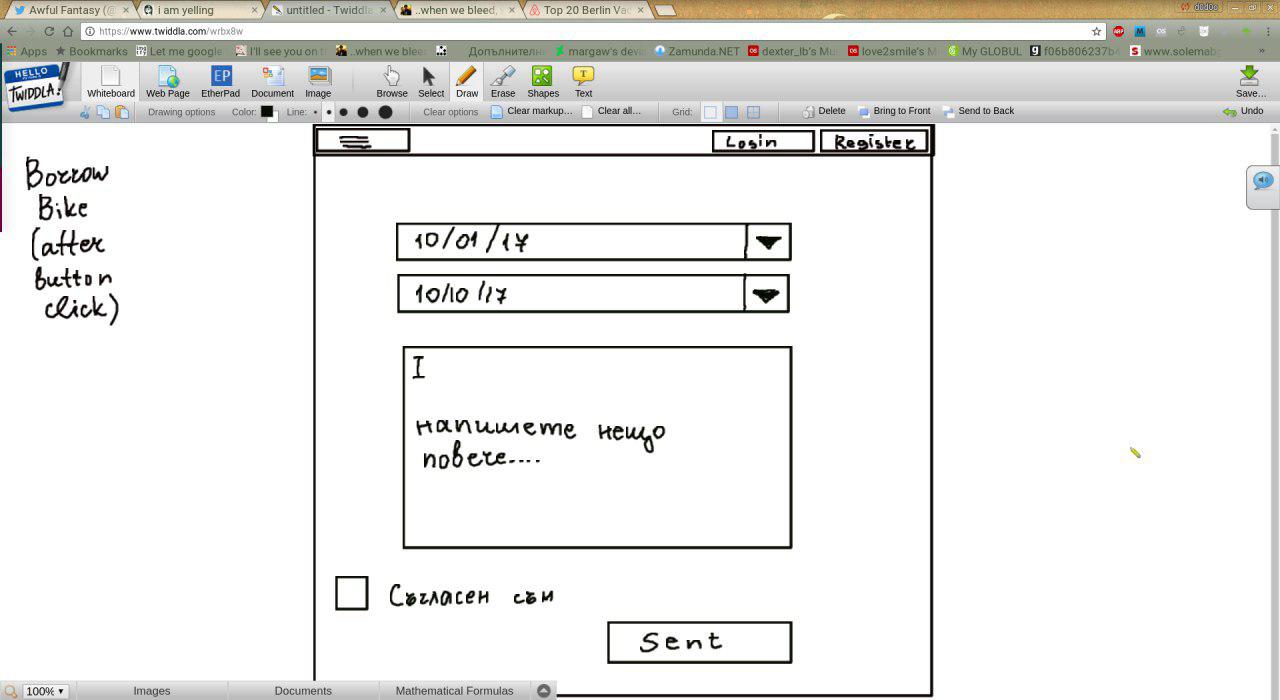 Awful Fantasy (@
i am yelling
untitled - Twiddla
..when we bleed,
Top 20 Berlin Vac
https://www.twiddla.com/wrbx8w
Apps
Bookmarks
Let me google
I'll see you on t
..when we blee
Допълнителн
margaw's devi
Zamunda.NET
dexter_lb's Mu
love2smile's M
My GLOBUL
f06b806237b4
www.solemab
HELLO
TWIDDLA!
Whiteboard
Web Page
EtherPad
Document
Image
Browse
Select
Draw
Erase
Shapes
Text
Save...
Drawing options
Color:
Line:
Clear options
Clear markup...
Clear all...
Grid:
Delete
Bring to Front
Send to Back
Undo
Login
Register
Borrow
Bike
(after
button
click)
10/01/17
10/10/17
I
напишете нещо
повече....
Съгласен съм
Sent
100%
Images
Documents
Mathematical Formulas